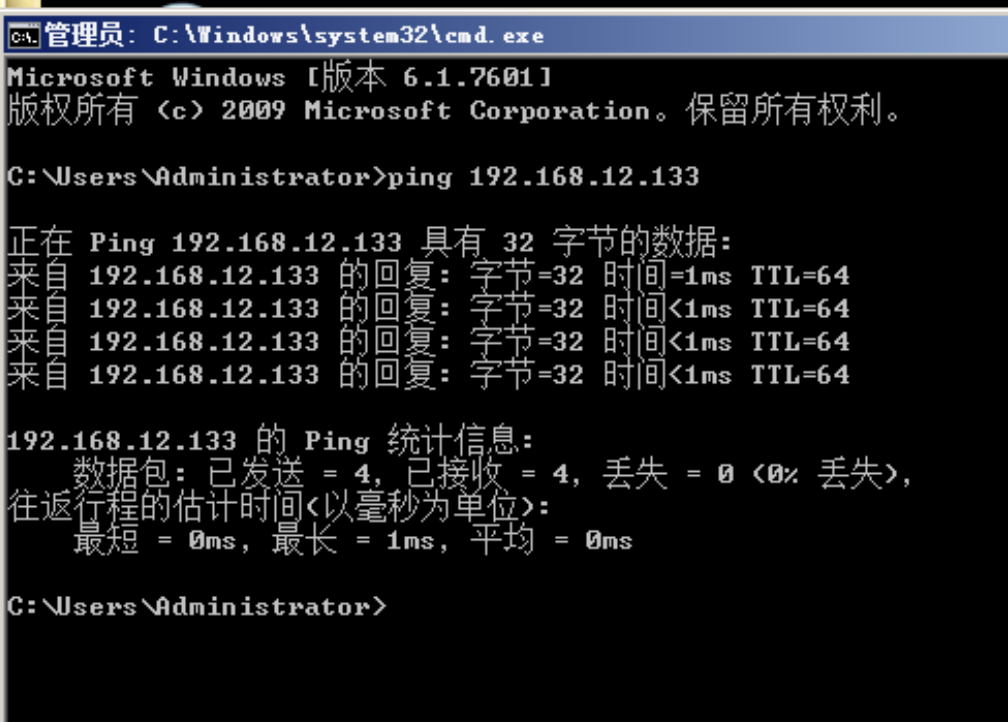 管理员: C:\Windows\system32\cmd.exe
Microsoft Windows [版本 6.1.7601]
版权所有 (c) 2009 Microsoft Corporation。保留所有权利。
C:\Users\Administrator>ping 192.168.12.133
正在 Ping 192.168.12.133 具有 32 字节的数据:
来自 192.168.12.133 的回复: 字节=32 时间=1ms TTL=64
来自 192.168.12.133 的回复: 字节=32 时间<1ms TTL=64
来自 192.168.12.133 的回复: 字节=32 时间<1ms TTL=64
来自 192.168.12.133 的回复: 字节=32 时间<1ms TTL=64
192.168.12.133 的 Ping 统计信息:
数据包: 已发送 = 4, 已接收 = 4, 丢失 = 0 (0% 丢失),
往返行程的估计时间(以毫秒为单位):
最短 = 0ms, 最长 = 1ms, 平均 = 0ms
C:\Users\Administrator>